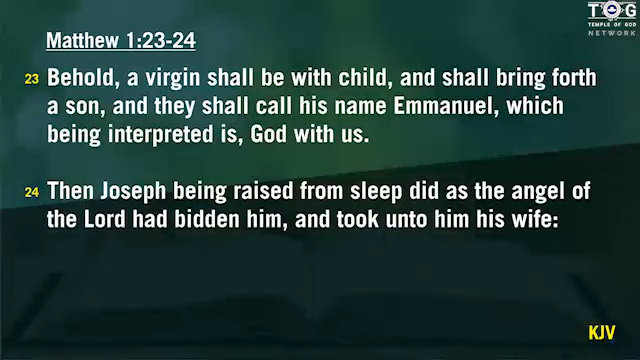 TOG
TEMPLE OF GOD
NETWORK
Matthew 1:23-24
23 Behold, a virgin shall be with child, and shall bring forth
a son, and they shall call his name Emmanuel, which
being interpreted is, God with us.
24 Then Joseph being raised from sleep did as the angel of
the Lord had bidden him, and took unto him his wife:
KJV